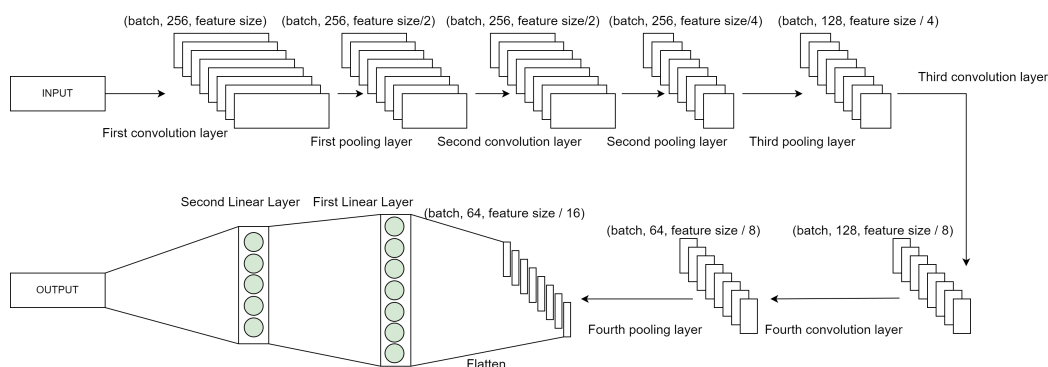 (batch, 256, feature size)
(batch, 256, feature size/2)
(batch, 256, feature size/2)
(batch, 256, feature size/4)
(batch, 128, feature size / 4)
INPUT
Third convolution layer
First convolution layer
First pooling layer
Second convolution layer
Second pooling layer
Third pooling layer
Second Linear Layer
First Linear Layer
(batch, 64, feature size / 16)
(batch, 64, feature size / 8)
(batch, 128, feature size / 8)
OUTPUT
Fourth pooling layer
Fourth convolution layer
Flatten